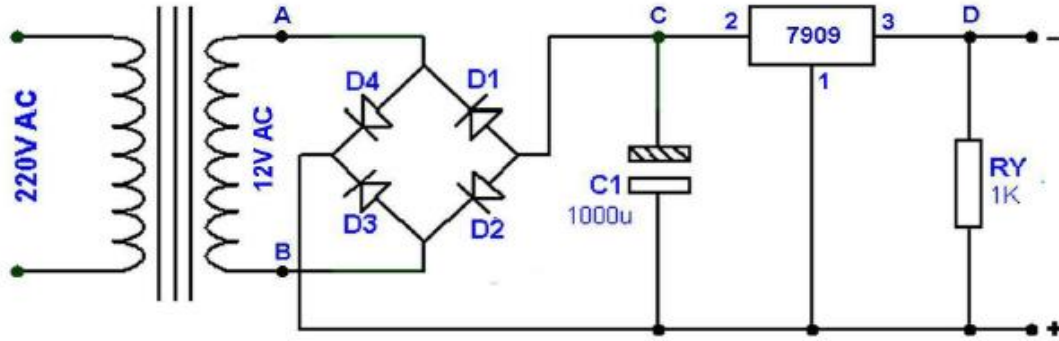 220V AC
A
12V AC
B
D4
D1
D3
D2
C
C1
1000u
2
7909
3
1
D
RY
1K
–
+